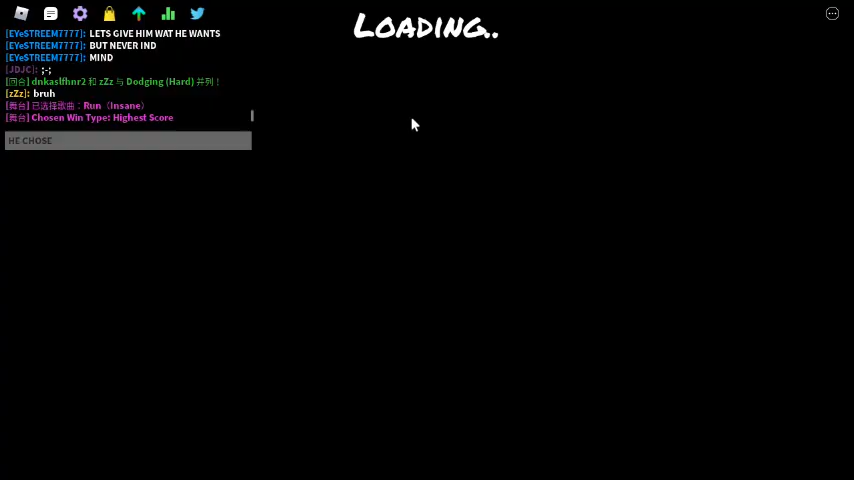 Loading..
[EYeSTREEM7777]: LETS GIVE HIM WAT HE WANTS
[EYeSTREEM7777]: BUT NEVER IND
[EYeSTREEM7777]: MIND
[JDJC]: ;-;
[回合] dnkaslfhnr2 和 zZz 与 Dodging (Hard) 并列！
[zZz]: bruh
[舞台] 已选择歌曲：Run（Insane）
[舞台] Chosen Win Type: Highest Score
HE CHOSE